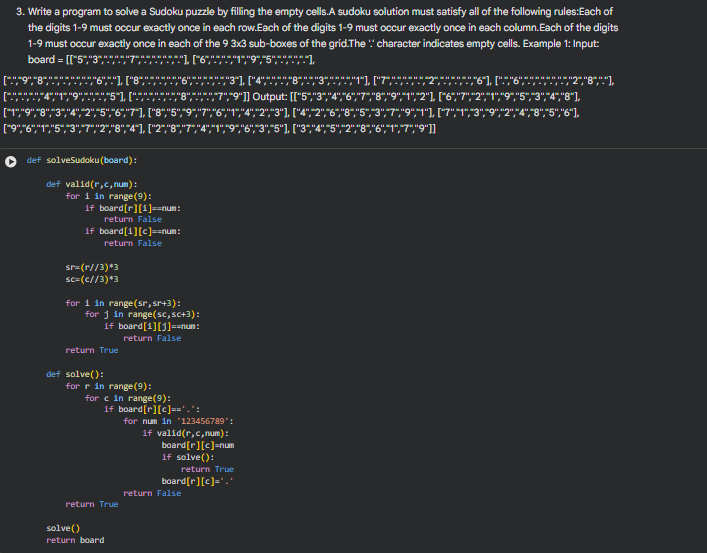 3. Write a program to solve a Sudoku puzzle by filling the empty cells.A sudoku solution must satisfy all of the following rules:Each of
the digits 1-9 must occur exactly once in each row.Each of the digits 1-9 must occur exactly once in each column.Each of the digits
1-9 must occur exactly once in each of the 9 3x3 sub-boxes of the grid.The '.' character indicates empty cells. Example 1: Input:
board = [["5","3",".",".","7",".",".",".","."], ["6",".",".","1","9","5",".",".","."],
[".","9","8",".",".",".",".","6","."], ["8",".",".",".","6",".",".",".","3"], ["4",".",".","8",".","3",".",".","1"], ["7",".",".",".","2",".",".",".","6"], [".","6",".",".",".",".","2","8","."],
[".",".",".","4","1","9",".",".","5"], [".",".",".",".","8",".",".","7","9"]] Output: [["5","3","4","6","7","8","9","1","2"], ["6","7","2","1","9","5","3","4","8"],
["1","9","8","3","4","2","5","6","7"], ["8","5","9","7","6","1","4","2","3"], ["4","2","6","8","5","3","7","9","1"], ["7","1","3","9","2","4","8","5","6"],
["9","6","1","5","3","7","2","8","4"], ["2","8","7","4","1","9","6","3","5"], ["3","4","5","2","8","6","1","7","9"]]
def solveSudoku(board):
def valid(r,c,num):
for i in range(9):
if board[r][i]==num:
return False
if board[i][c]==num:
return False
sr=(r//3)*3
sc=(c//3)*3
for i in range(sr,sr+3):
for j in range(sc,sc+3):
if board[i][j]==num:
return False
return True
def solve():
for r in range(9):
for c in range(9):
if board[r][c]=='.':
for num in '123456789':
if valid(r,c,num):
board[r][c]=num
if solve():
return True
board[r][c]='.'
return False
return True
solve()
return board